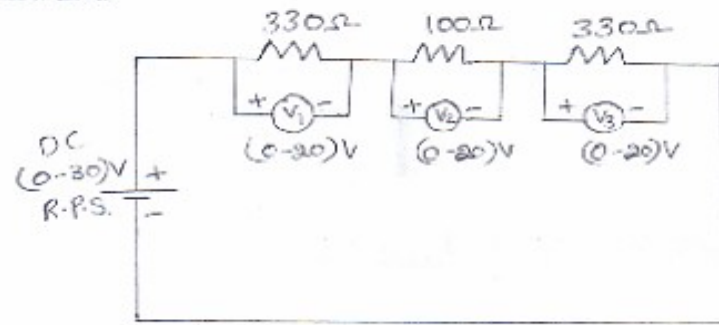 330Ω 100Ω 330Ω
+ V1 - + V2 - + V3 -
(0-20)V (0-20)V (0-20)V
DC
(0-30)V +
R.P.S. -